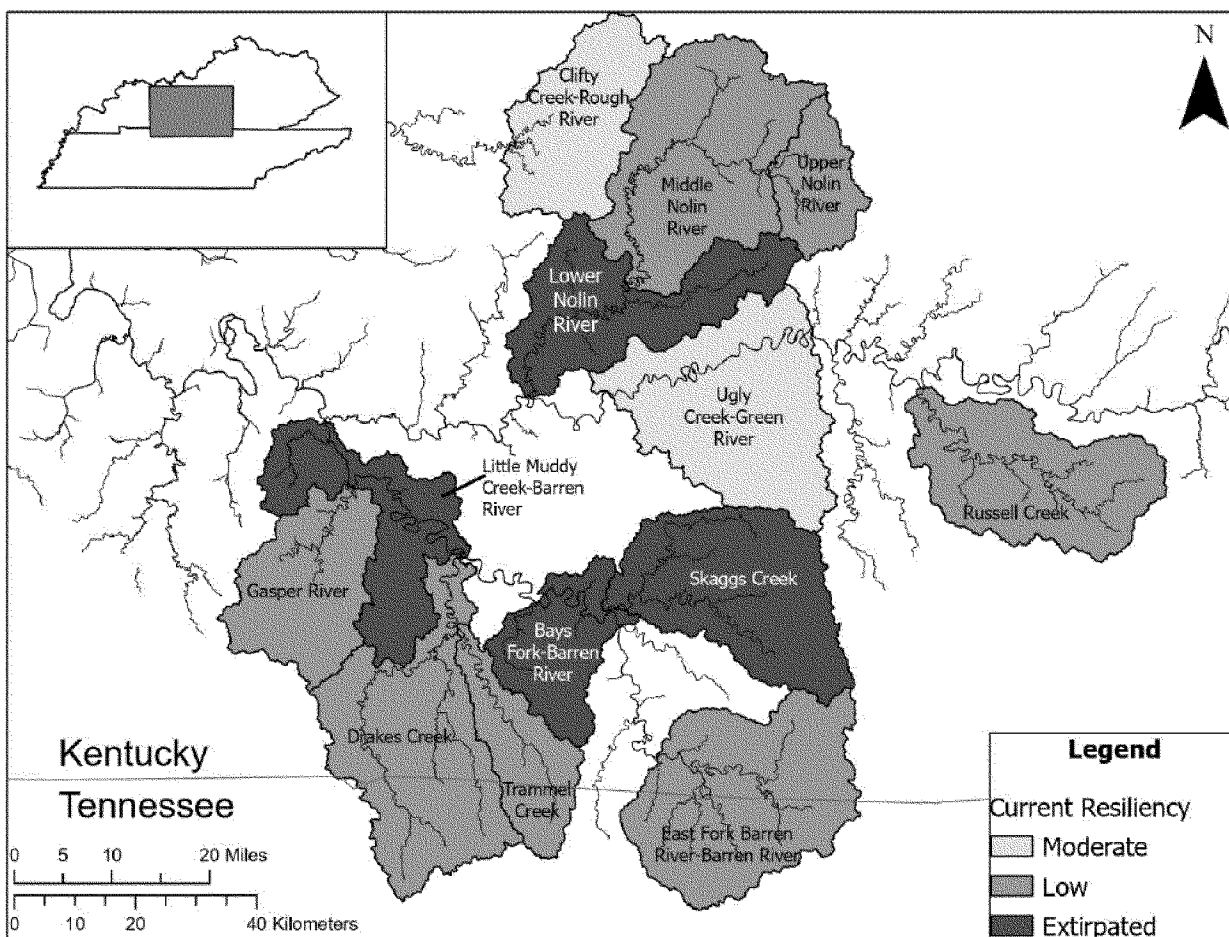 N
Clifty
Creek-Rough
River
Upper
Nolin
River
Middle
Nolin
River
Lower
Nolin
River
Ugly
Creek-Green
River
Little Muddy
Creek-Barren
River
Russell Creek
Gasper River
Skaggs Creek
Bays
Fork-Barren
River
Drakes Creek
Trammel
Creek
East Fork Barren
River-Barren River
Kentucky
Tennessee
0 5 10 20 Miles
0 10 20 40 Kilometers
Legend
Current Resiliency
Moderate
Low
Extirpated